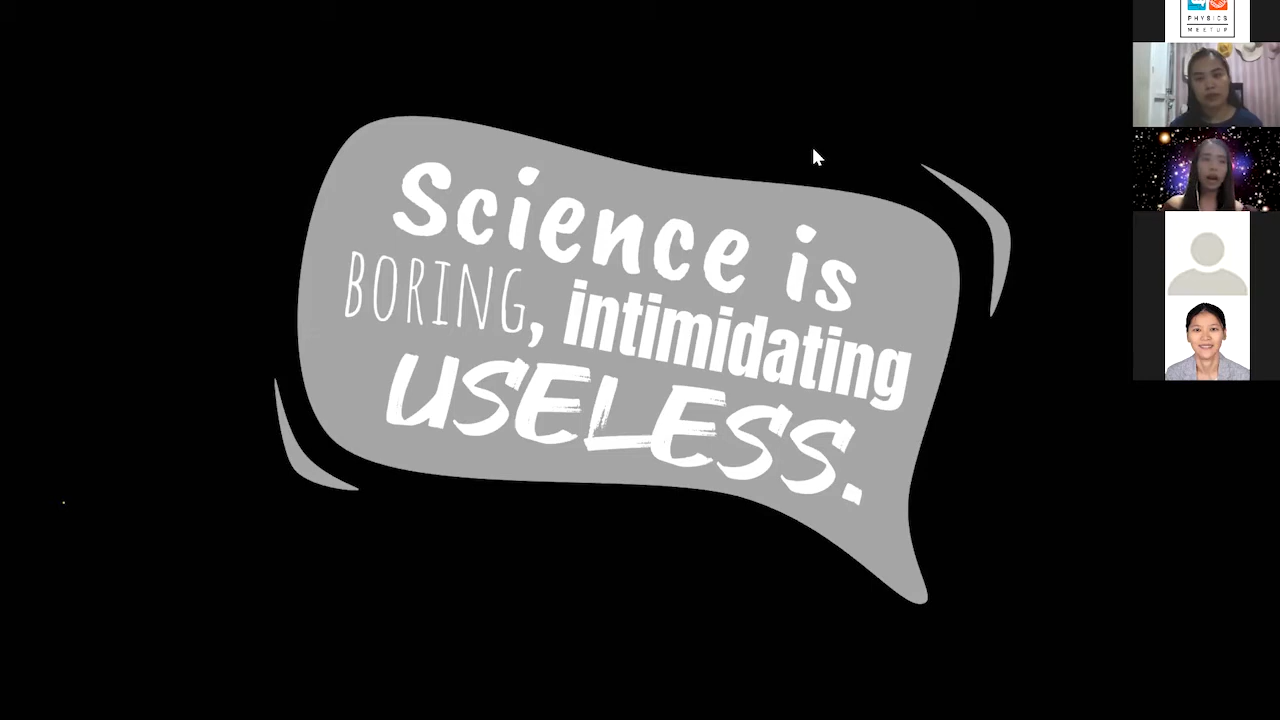 Science is
BORING, intimidating
USELESS.
PHYSICS
MEETUP